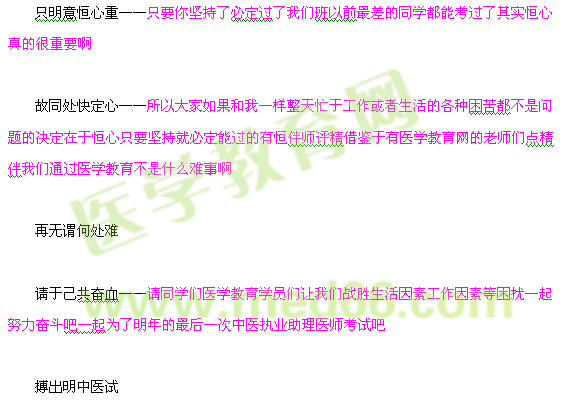 只明意恒心重——只要你坚持了必定过了我们班以前最差的同学都能考过了其实恒心
真的很重要啊
故同处快定心——所以大家如果和我一样整天忙于工作或者生活的各种困苦都不是问
题的决定在于恒心只要坚持就必定能过的有恒伴师评精借鉴于有医学教育网的老师们点精
伴我们通过医学教育不是什么难事啊
再无谓何处难
请于己共奋血——请同学们医学教育学员们让我们战胜生活因素工作因素等困扰一起
努力奋斗吧一起为了明年的最后一次中医执业助理医师考试吧
搏出明中医试
医学教育网
www.med66.com